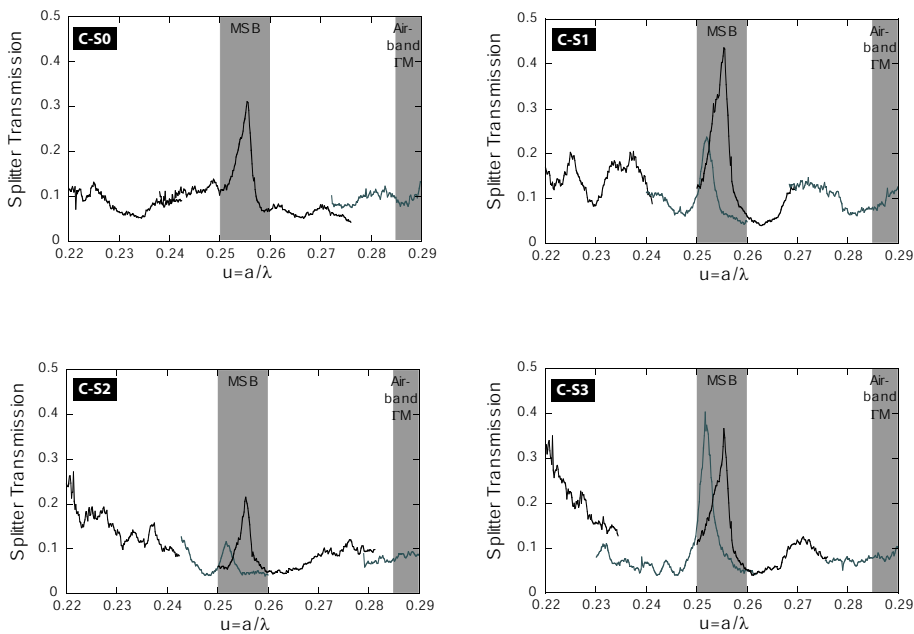 C-S0
MSB
Air-
band
ΓM
Splitter Transmission
0.5
0.4
0.3
0.2
0.1
0
0.22 0.23 0.24 0.25 0.26 0.27 0.28 0.29
u=a/λ
C-S1
MSB
Air-
band
ΓM
Splitter Transmission
0.5
0.4
0.3
0.2
0.1
0
0.22 0.23 0.24 0.25 0.26 0.27 0.28 0.29
u=a/λ
C-S2
MSB
Air-
band
ΓM
Splitter Transmission
0.5
0.4
0.3
0.2
0.1
0
0.22 0.23 0.24 0.25 0.26 0.27 0.28 0.29
u=a/λ
C-S3
MSB
Air-
band
ΓM
Splitter Transmission
0.5
0.4
0.3
0.2
0.1
0
0.22 0.23 0.24 0.25 0.26 0.27 0.28 0.29
u=a/λ